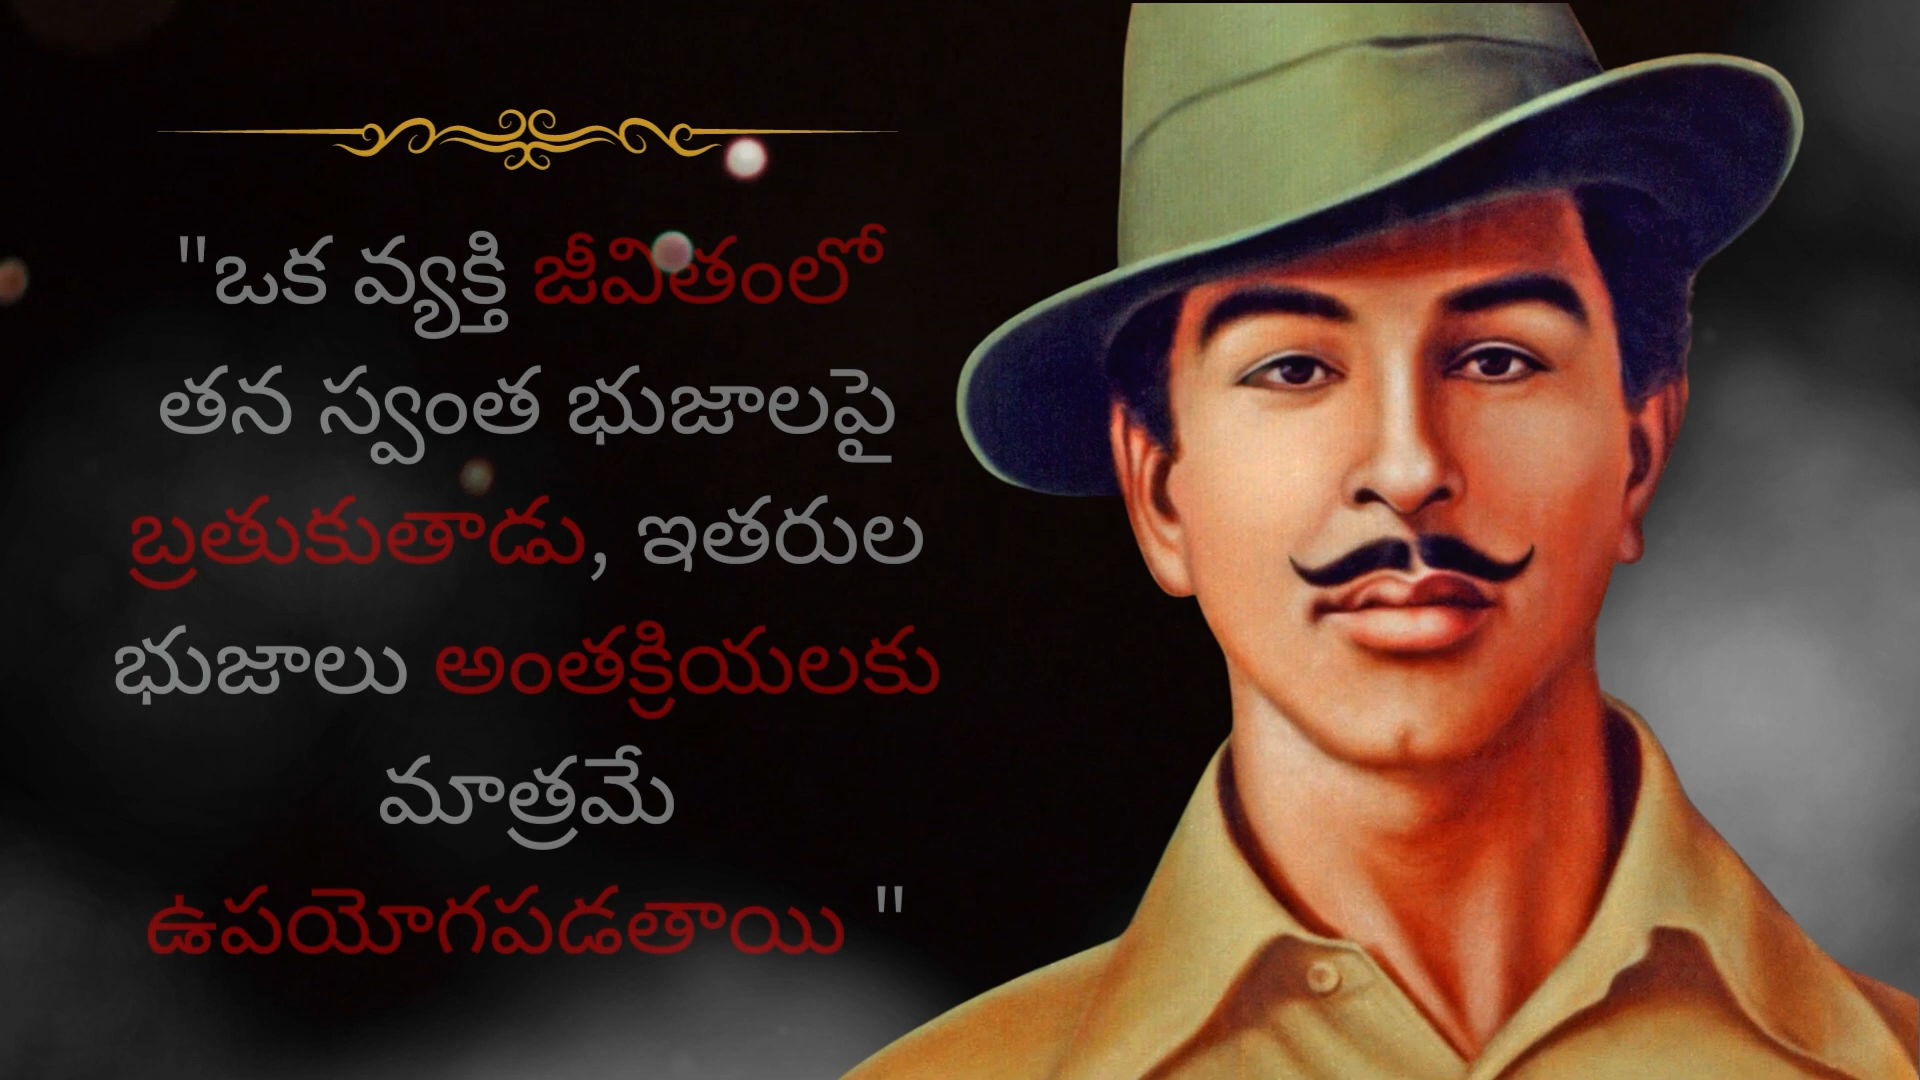 "ఒక వ్యక్తి జీవితంలో
తన స్వంత భుజాలపై
బ్రతుకుతాడు, ఇతరుల
భుజాలు అంతక్రియలకు
మాత్రమే
ఉపయోగపడతాయి "